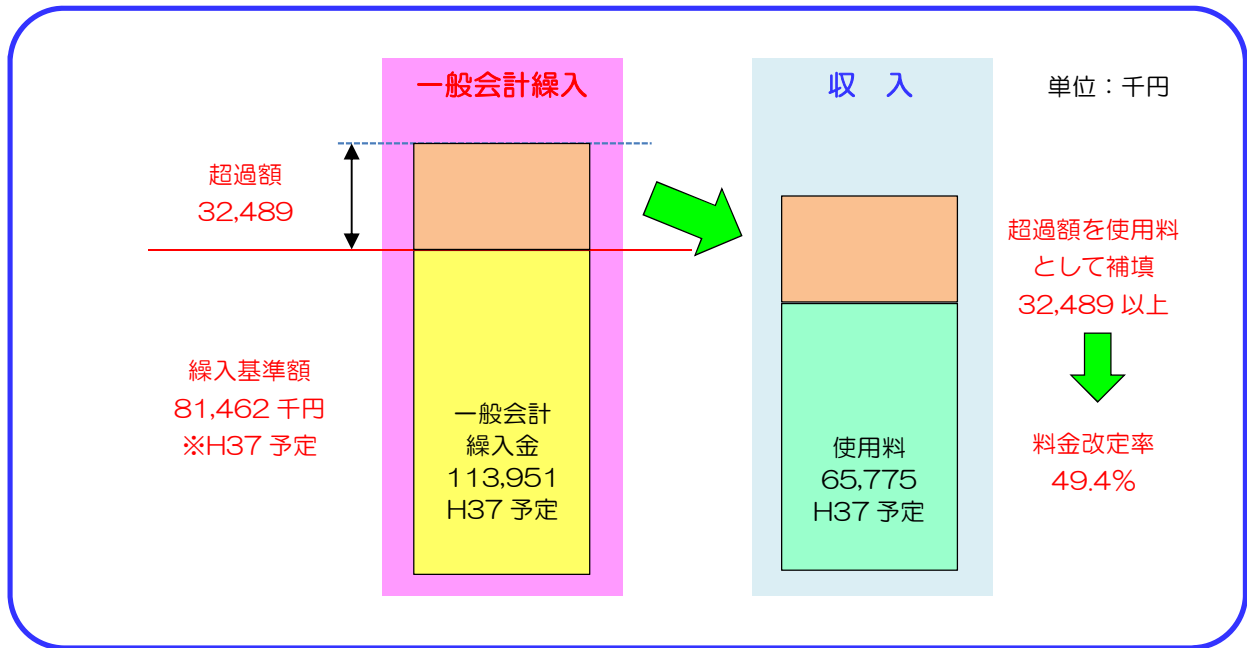 一般会計繰入
収 入
単位：千円
超過額
32,489
繰入基準額
81,462 千円
※H37 予定
一般会計
繰入金
113,951
H37 予定
使用料
65,775
H37 予定
超過額を使用料
として補填
32,489 以上
料金改定率
49.4%